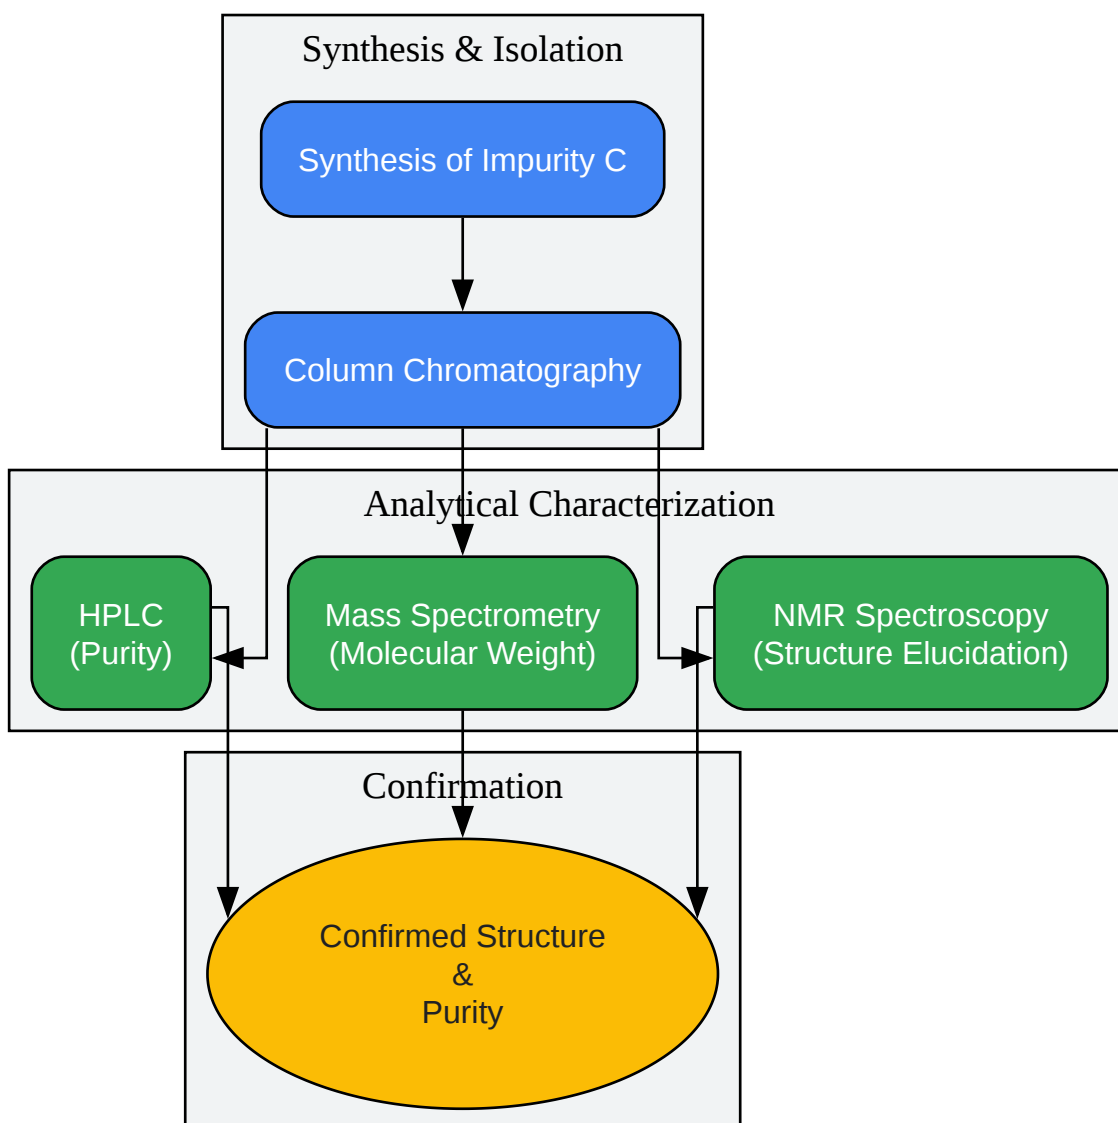 Synthesis & Isolation
Synthesis of Impurity C
Column Chromatography
Analytical Characterization
HPLC
(Purity)
Mass Spectrometry
(Molecular Weight)
NMR Spectroscopy
(Structure Elucidation)
Confirmation
Confirmed Structure
&
Purity